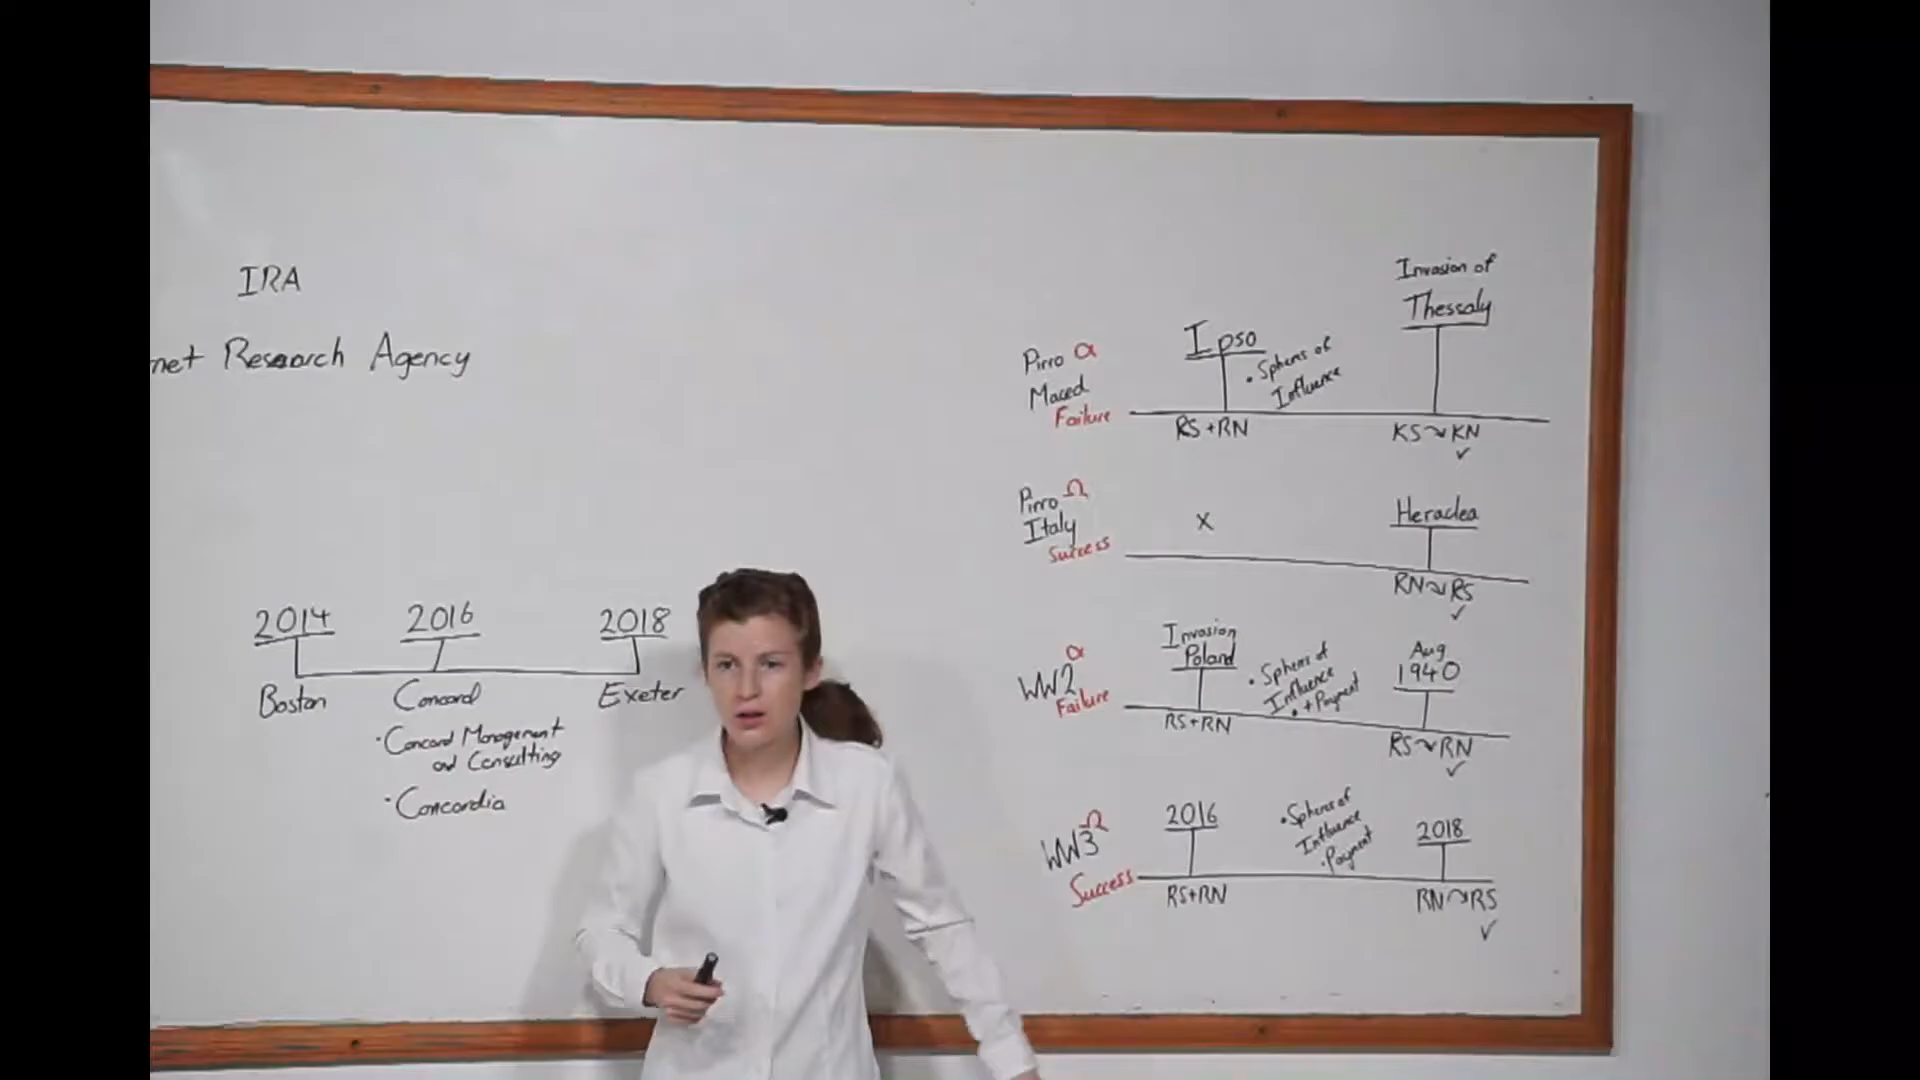 IRA
net Research Agency
2014 2016 2018
Boston Concord Exeter
• Concord Management
and Consulting
• Concordia
Invasion of
Thessaly
Pirro α
Maced
Failure
Ipso
• Spheres of
Influence
RS + RN
KS ↝ KN
✓
Pirro Ω
Italy
Success
x
Heraclea
RN ↝ RS
✓
WW2 α
Failure
Invasion
Poland
• Spheres of
Influence
• + Payment
Aug
1940
RS + RN
RS ↝ RN
✓
WW3 Ω
Success
2016
• Spheres of
Influence
• Payment
2018
RS+RN
RN ↝ RS
✓